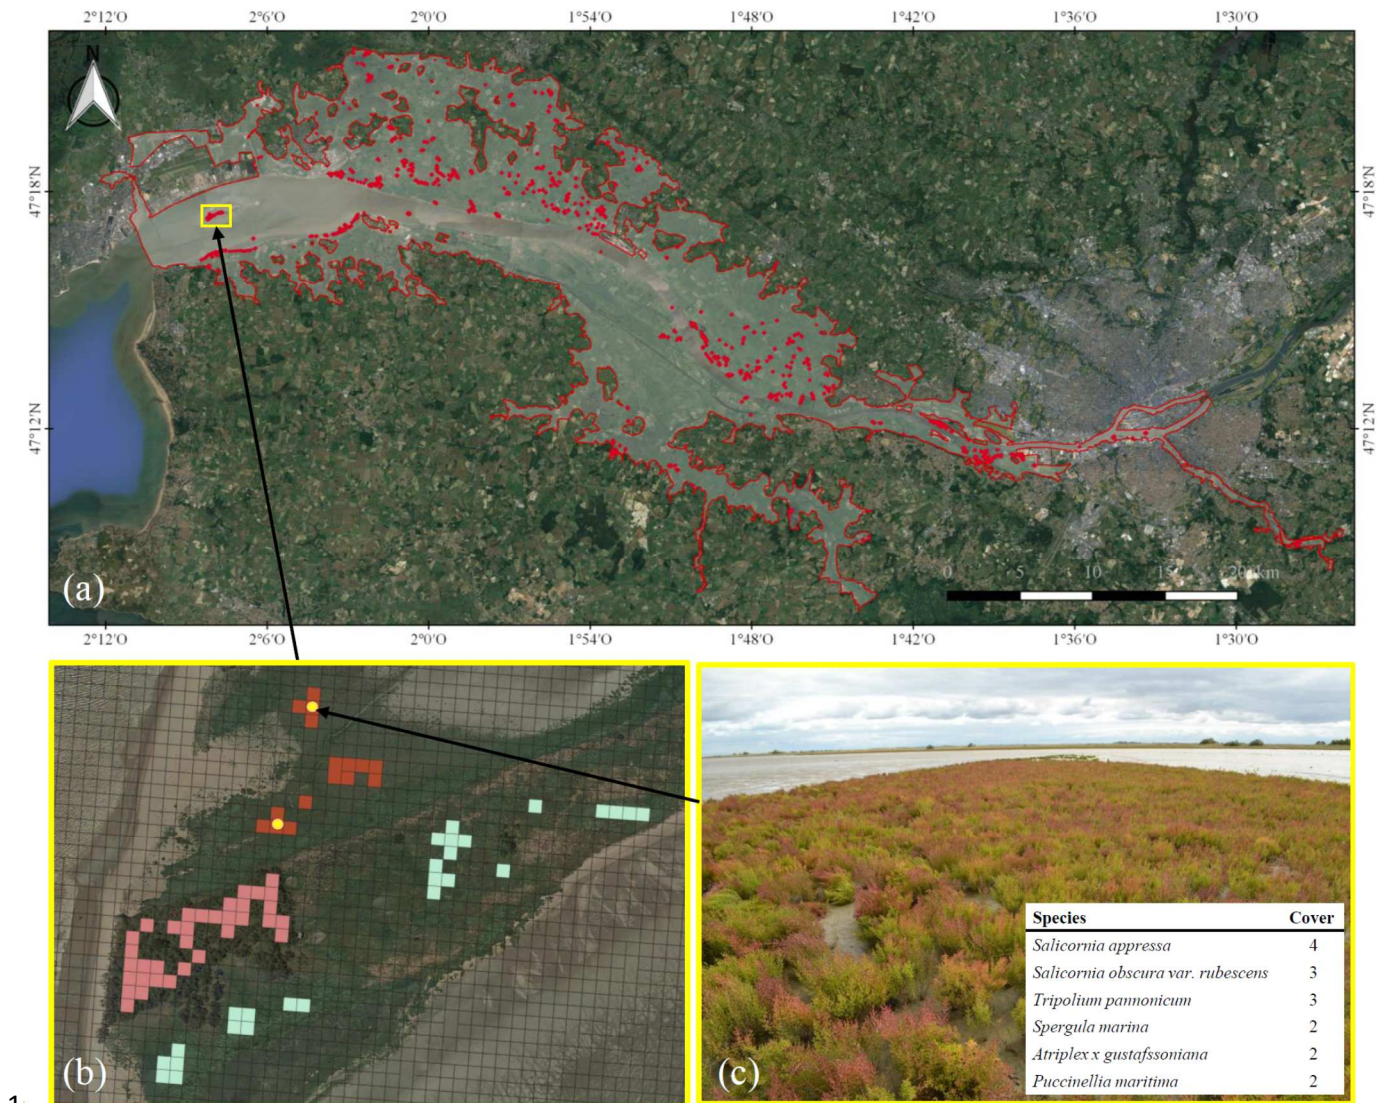 2°12'O 2°6'O 2°0'O 1°54'O 1°48'O 1°42'O 1°36'O 1°30'O
N
47°18'N 47°18'N
47°12'N 47°12'N
0 5 10 15 20 km
(a)
2°12'O 2°6'O 2°0'O 1°54'O 1°48'O 1°42'O 1°36'O 1°30'O
Species Cover
Salicornia appressa 4
Salicornia obscura var. rubescens 3
Tripolium pannonicum 3
Spergula marina 2
Atriplex x gustafssoniana 2
Puccinellia maritima 2
(b) (c)